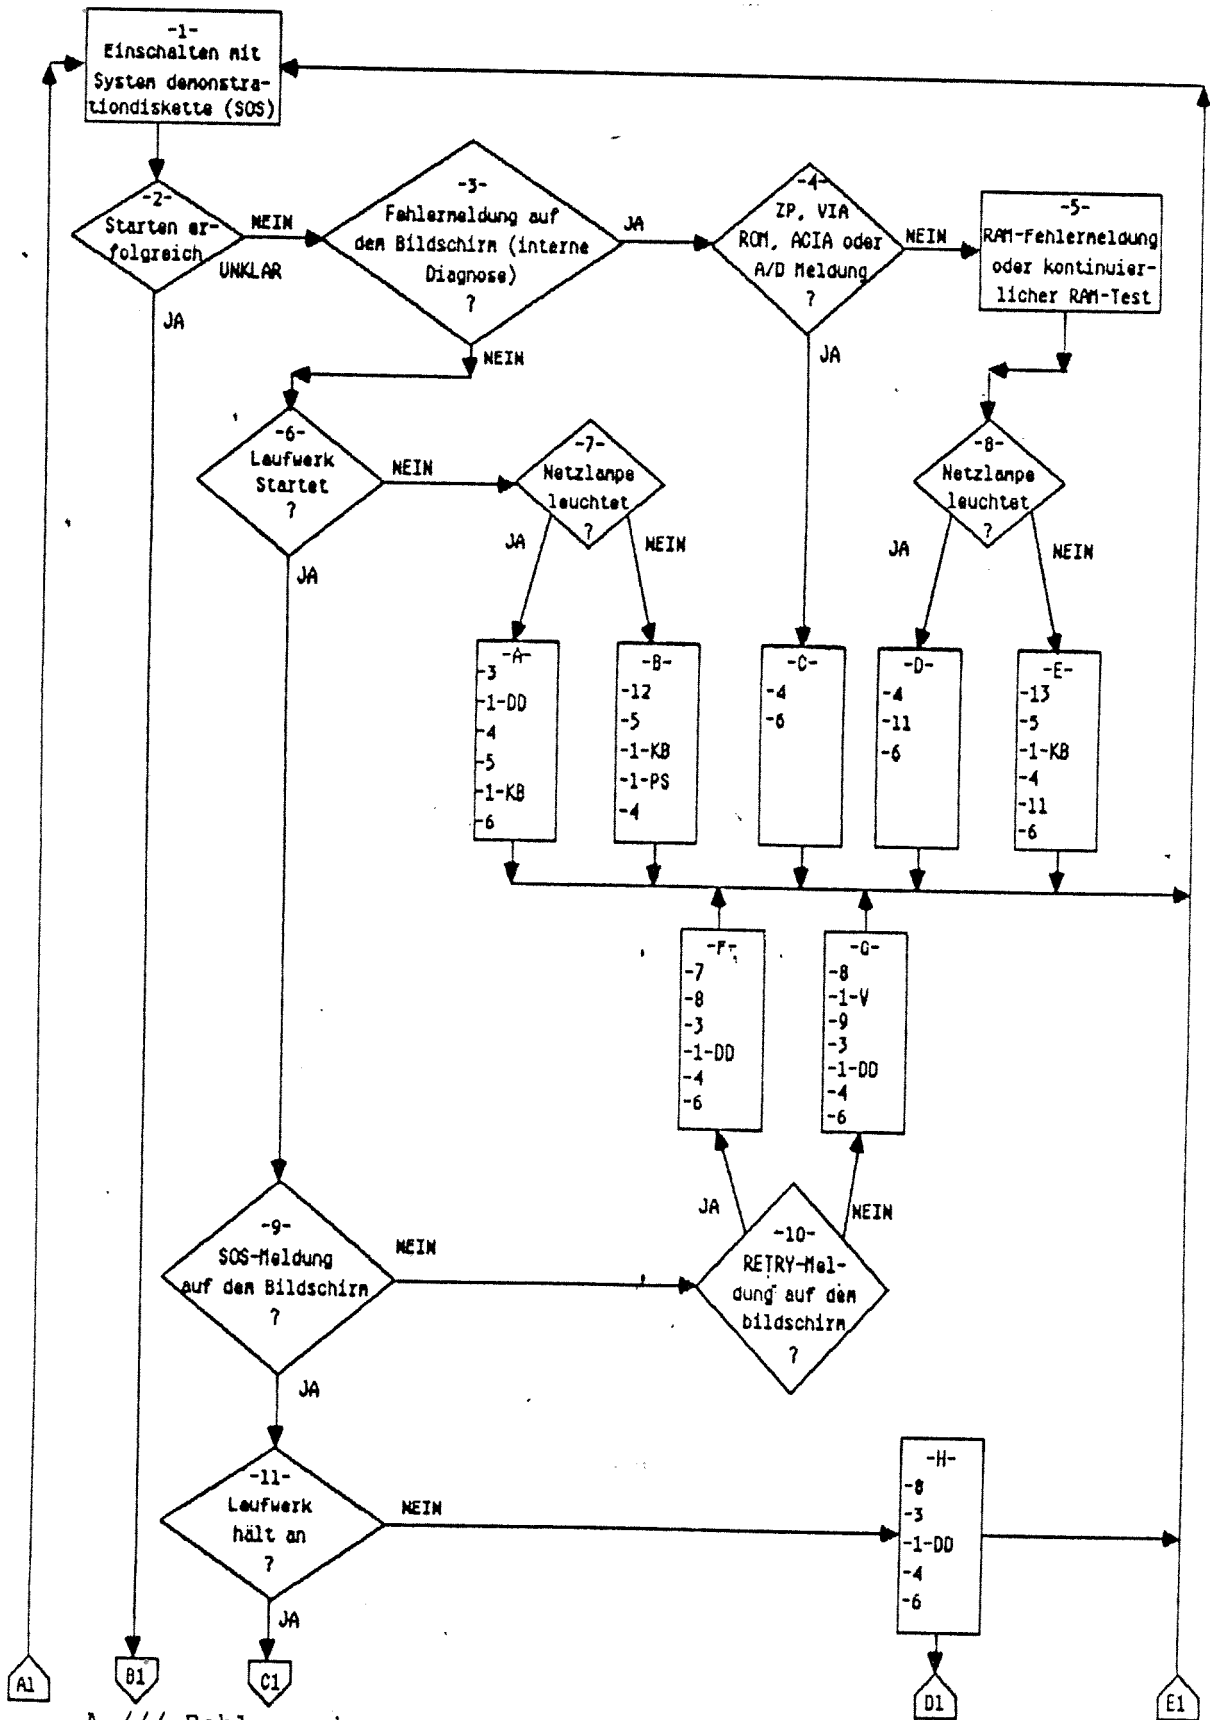 -1-
Einschalten mit
System demonstra-
tiondiskette (SOS)
-2-
Starten er-
folgreich
NEIN
UNKLAR
JA
-3-
Fehlermeldung auf
dem Bildschirm (interne
Diagnose)
?
JA
NEIN
-4-
ZP, VIA
ROM, ACIA oder
A/D Meldung
?
NEIN
JA
-5-
RAM-Fehlermeldung
oder kontinuier-
licher RAM-Test
-6-
Laufwerk
Startet
?
NEIN
JA
-7-
Netzlampe
leuchtet
?
JA
NEIN
-8-
Netzlampe
leuchtet
?
JA
NEIN
-A-
-3
-1-DD
-4
-5
-1-KB
-6
-B-
-12
-5
-1-KB
-1-PS
-4
-C-
-4
-6
-D-
-4
-11
-6
-E-
-13
-5
-1-KB
-4
-11
-6
-F-
-7
-8
-3
-1-DD
-4
-6
-G-
-8
-1-V
-9
-3
-1-DD
-4
-6
JA
NEIN
-9-
SOS-Meldung
auf dem Bildschirm
?
NEIN
JA
-10-
RETRY-Mel-
dung auf dem
bildschirm
?
-11-
Laufwerk
hält an
?
NEIN
JA
-H-
-8
-3
-1-DD
-4
-6
A1
B1
C1
D1
E1